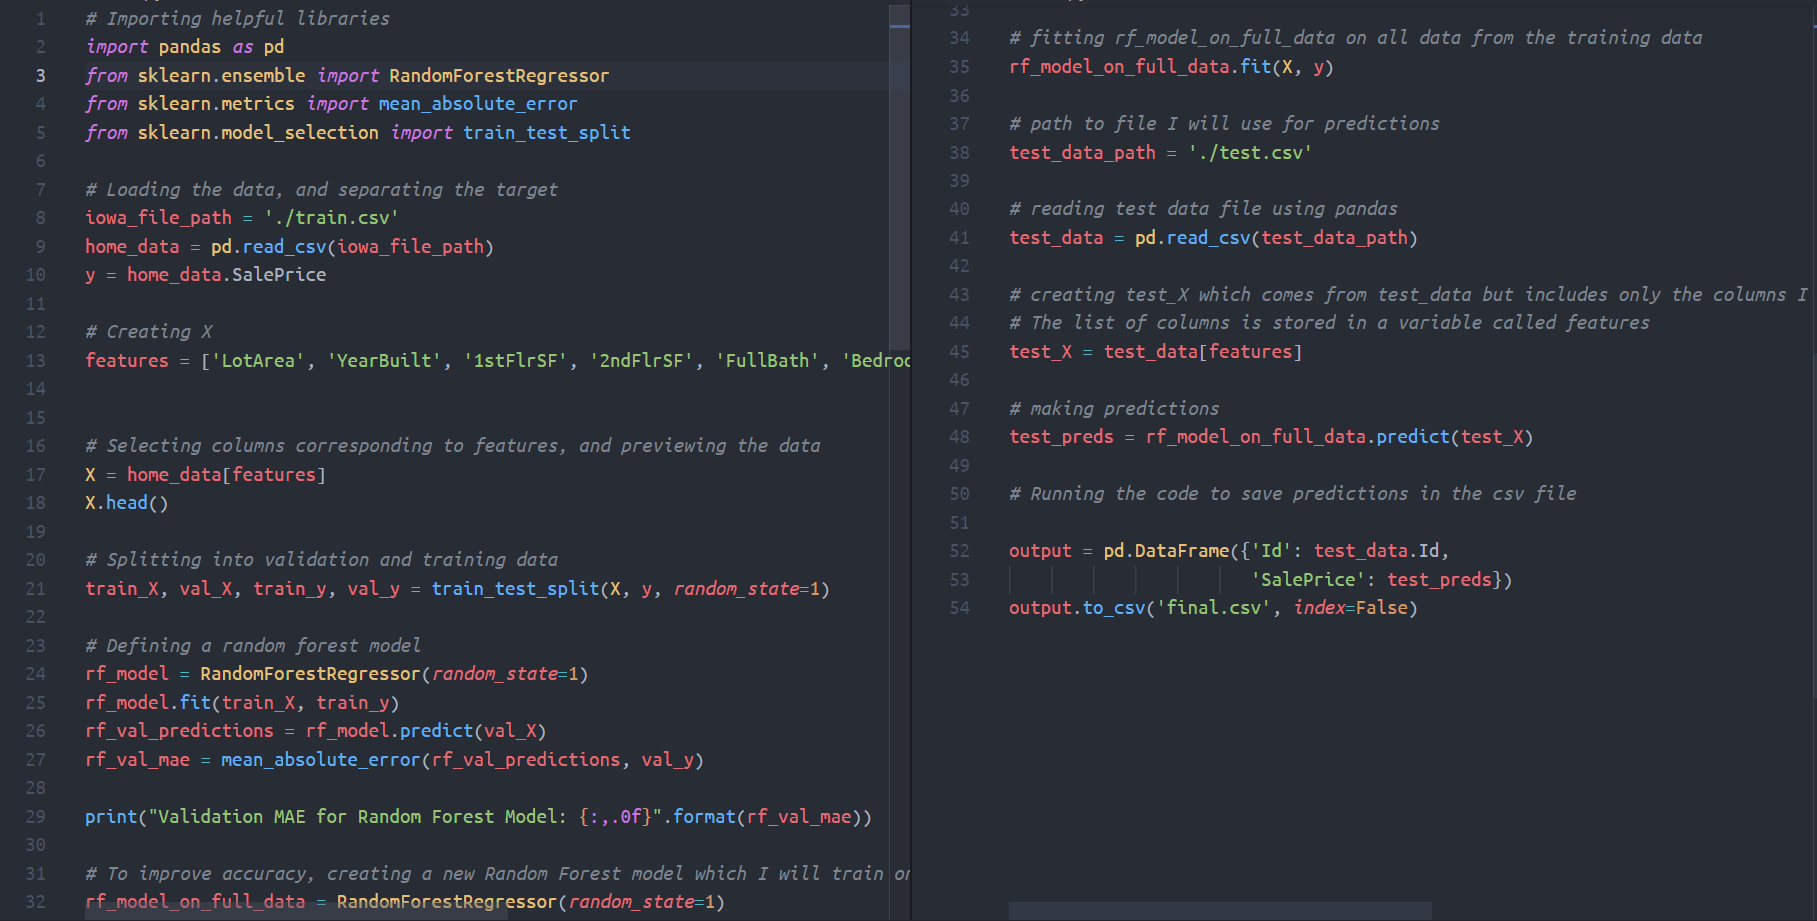 1 # Importing helpful libraries
2 import pandas as pd
3 from sklearn.ensemble import RandomForestRegressor
4 from sklearn.metrics import mean_absolute_error
5 from sklearn.model_selection import train_test_split
6
7 # Loading the data, and separating the target
8 iowa_file_path = './train.csv'
9 home_data = pd.read_csv(iowa_file_path)
10 y = home_data.SalePrice
11
12 # Creating X
13 features = ['LotArea', 'YearBuilt', '1stFlrSF', '2ndFlrSF', 'FullBath', 'Bedroo
14
15
16 # Selecting columns corresponding to features, and previewing the data
17 X = home_data[features]
18 X.head()
19
20 # Splitting into validation and training data
21 train_X, val_X, train_y, val_y = train_test_split(X, y, random_state=1)
22
23 # Defining a random forest model
24 rf_model = RandomForestRegressor(random_state=1)
25 rf_model.fit(train_X, train_y)
26 rf_val_predictions = rf_model.predict(val_X)
27 rf_val_mae = mean_absolute_error(rf_val_predictions, val_y)
28
29 print("Validation MAE for Random Forest Model: {:,.0f}".format(rf_val_mae))
30
31 # To improve accuracy, creating a new Random Forest model which I will train on
32 rf_model_on_full_data = RandomForestRegressor(random_state=1)
33
34 # fitting rf_model_on_full_data on all data from the training data
35 rf_model_on_full_data.fit(X, y)
36
37 # path to file I will use for predictions
38 test_data_path = './test.csv'
39
40 # reading test data file using pandas
41 test_data = pd.read_csv(test_data_path)
42
43 # creating test_X which comes from test_data but includes only the columns I
44 # The list of columns is stored in a variable called features
45 test_X = test_data[features]
46
47 # making predictions
48 test_preds = rf_model_on_full_data.predict(test_X)
49
50 # Running the code to save predictions in the csv file
51
52 output = pd.DataFrame({'Id': test_data.Id,
53 'SalePrice': test_preds})
54 output.to_csv('final.csv', index=False)